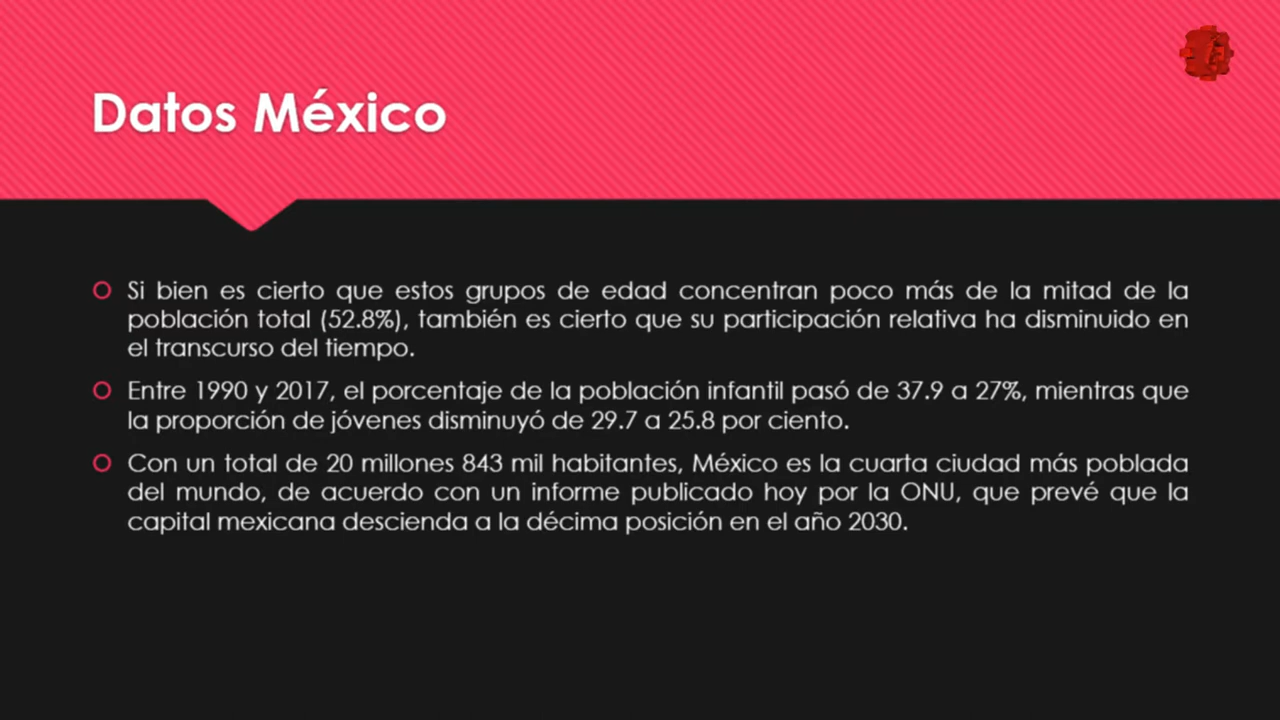 Datos México
Si bien es cierto que estos grupos de edad concentran poco más de la mitad de la
población total (52.8%), también es cierto que su participación relativa ha disminuido en
el transcurso del tiempo.
Entre 1990 y 2017, el porcentaje de la población infantil pasó de 37.9 a 27%, mientras que
la proporción de jóvenes disminuyó de 29.7 a 25.8 por ciento.
Con un total de 20 millones 843 mil habitantes, México es la cuarta ciudad más poblada
del mundo, de acuerdo con un informe publicado hoy por la ONU, que prevé que la
capital mexicana descienda a la décima posición en el año 2030.